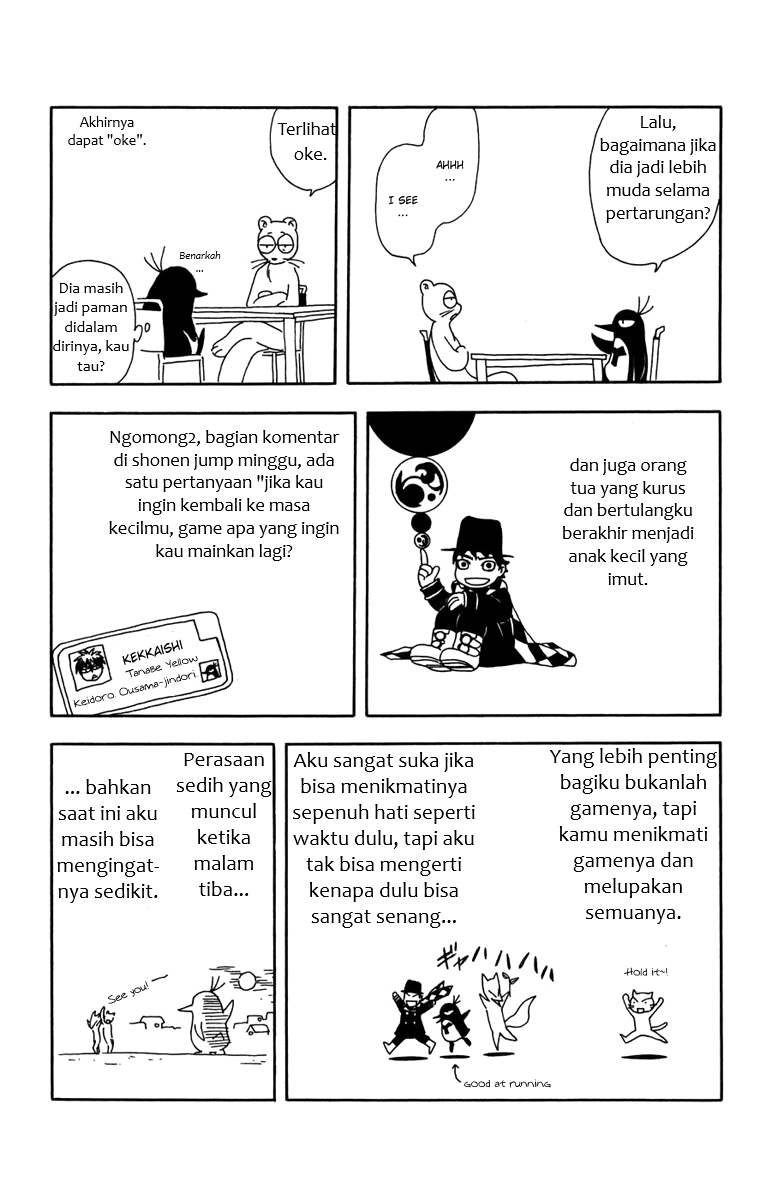 Lalu,
bagaimana jika
dia jadi lebih
muda selama
pertarungan?
AHHH
...
I SEE
...
Terlihat
oke.
Akhirnya
dapat "oke".
Benarkah
...
Dia masih
jadi paman
didalam
dirinya, kau
tau?
dan juga orang
tua yang kurus
dan bertulangku
berakhir menjadi
anak kecil yang
imut.
Ngomong2, bagian komentar
di shonen jump minggu, ada
satu pertanyaan "jika kau
ingin kembali ke masa
kecilmu, game apa yang ingin
kau mainkan lagi?
KEKKAISHI
Tanabe Yellow
Keidoro. Ousama-jindori.
Yang lebih penting
bagiku bukanlah
gamenya, tapi
kamu menikmati
gamenya dan
melupakan
semuanya.
Hold it~!
Aku sangat suka jika
bisa menikmatinya
sepenuh hati seperti
waktu dulu, tapi aku
tak bisa mengerti
kenapa dulu bisa
sangat senang...
ギャハハハハ
Good at running
Perasaan
sedih yang
muncul
ketika
malam
tiba...
... bahkan
saat ini aku
masih bisa
mengingat-
nya sedikit.
See you!